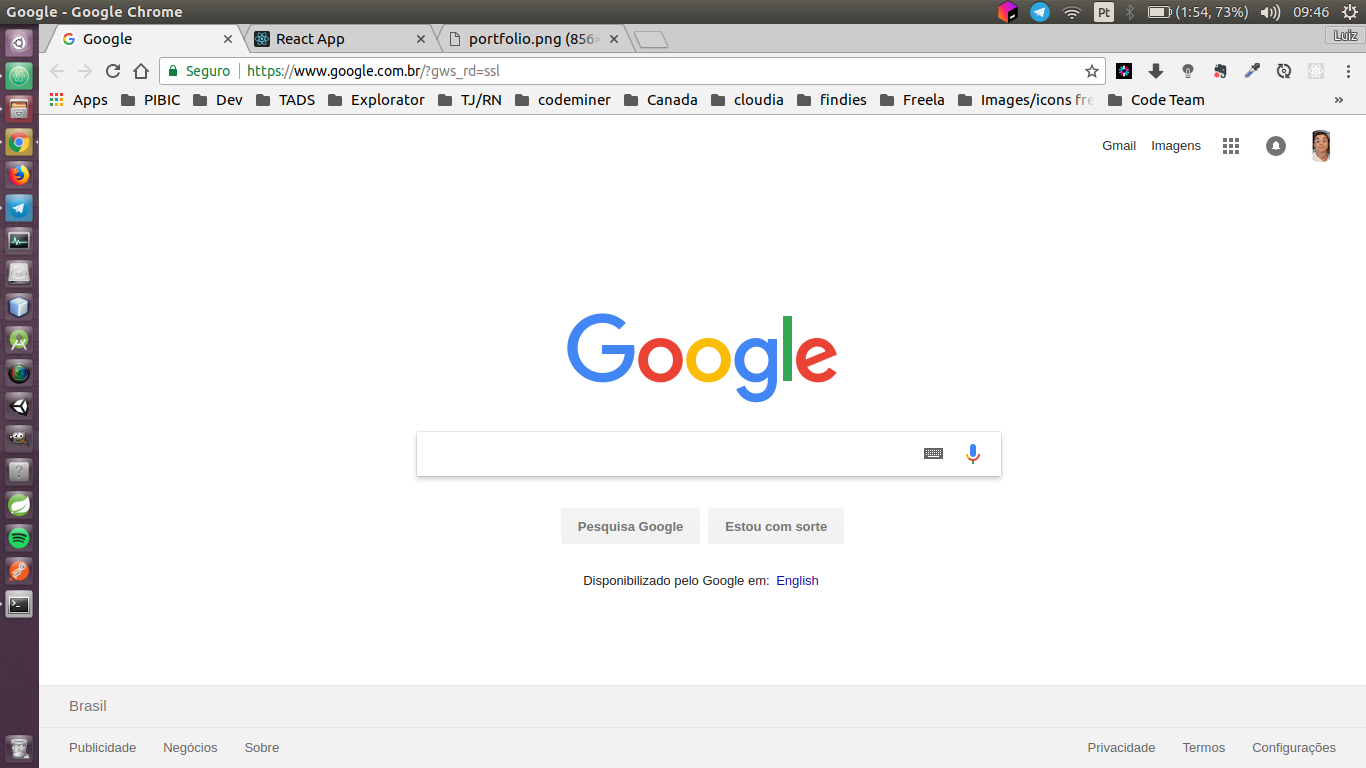 Google - Google Chrome Pt (1:54, 73%) 09:46
Google React App portfolio.png (856 Luiz
Seguro https://www.google.com.br/?gws_rd=ssl
Apps PIBIC Dev TADS Explorator TJ/RN codeminer Canada cloudia findies Freela Images/icons fre Code Team »
Gmail Imagens
Google
Pesquisa Google Estou com sorte
Disponibilizado pelo Google em: English
Brasil
Publicidade Negócios Sobre Privacidade Termos Configurações